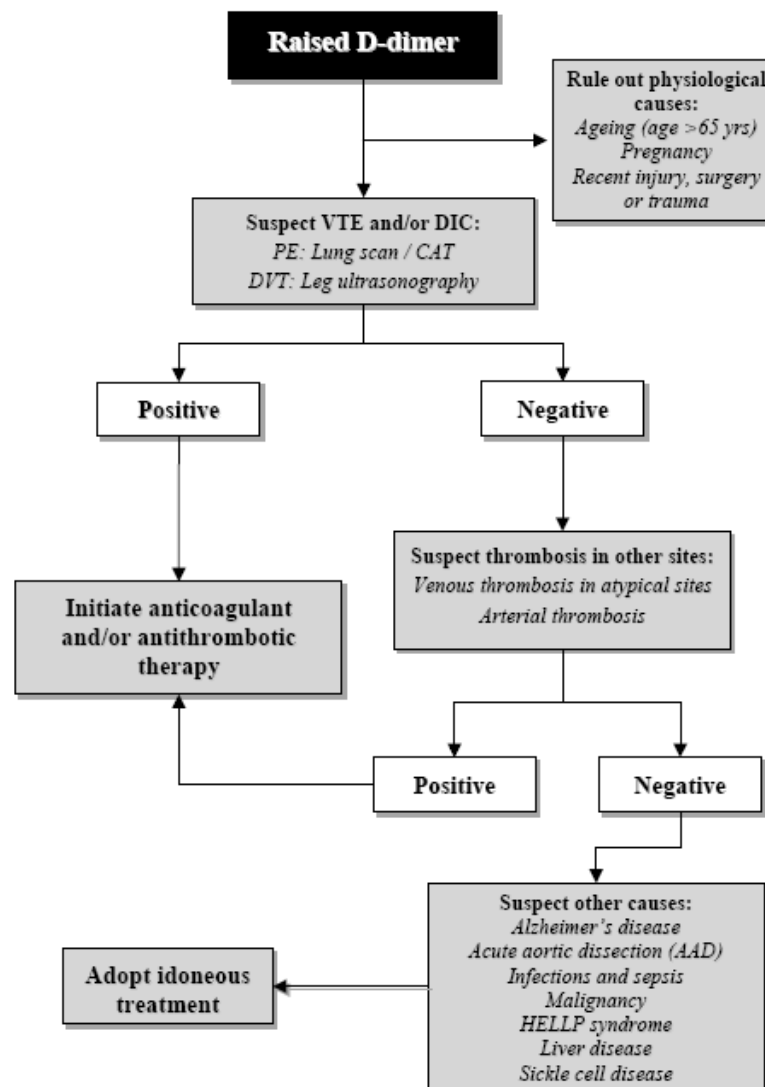 Raised D-dimer
Rule out physiological
causes:
Ageing (age >65 yrs)
Pregnancy
Recent injury, surgery
or trauma
Suspect VTE and/or DIC:
PE: Lung scan / CAT
DVT: Leg ultrasonography
Positive
Negative
Suspect thrombosis in other sites:
Venous thrombosis in atypical sites
Arterial thrombosis
Initiate anticoagulant
and/or antithrombotic
therapy
Positive
Negative
Suspect other causes:
Alzheimer's disease
Acute aortic dissection (AAD)
Infections and sepsis
Malignancy
HELLP syndrome
Liver disease
Sickle cell disease
Adopt idoneous
treatment